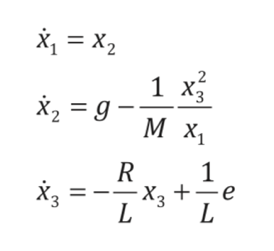 ẋ₁ = x₂
ẋ₂ = g − (1/M) (x₃²/x₁)
ẋ₃ = −(R/L) x₃ + (1/L) e